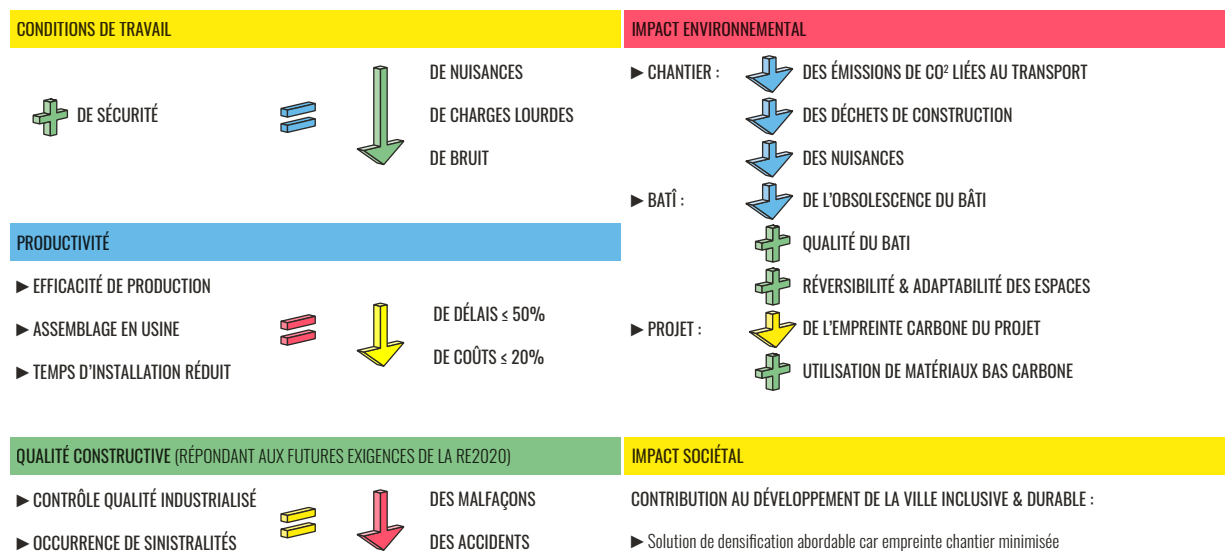 CONDITIONS DE TRAVAIL
DE SÉCURITÉ
DE NUISANCES
DE CHARGES LOURDES
DE BRUIT
PRODUCTIVITÉ
► EFFICACITÉ DE PRODUCTION
► ASSEMBLAGE EN USINE
► TEMPS D'INSTALLATION RÉDUIT
DE DÉLAIS ≤ 50%
DE COÛTS ≤ 20%
QUALITÉ CONSTRUCTIVE (RÉPONDANT AUX FUTURES EXIGENCES DE LA RE2020)
► CONTRÔLE QUALITÉ INDUSTRIALISÉ
► OCCURRENCE DE SINISTRALITÉS
DES MALFAÇONS
DES ACCIDENTS
IMPACT ENVIRONNEMENTAL
► CHANTIER : DES ÉMISSIONS DE CO² LIÉES AU TRANSPORT
DES DÉCHETS DE CONSTRUCTION
DES NUISANCES
► BATÎ : DE L'OBSOLESCENCE DU BÂTI
QUALITÉ DU BATI
RÉVERSIBILITÉ & ADAPTABILITÉ DES ESPACES
► PROJET : DE L'EMPREINTE CARBONE DU PROJET
UTILISATION DE MATÉRIAUX BAS CARBONE
IMPACT SOCIÉTAL
CONTRIBUTION AU DÉVELOPPEMENT DE LA VILLE INCLUSIVE & DURABLE :
► Solution de densification abordable car empreinte chantier minimisée